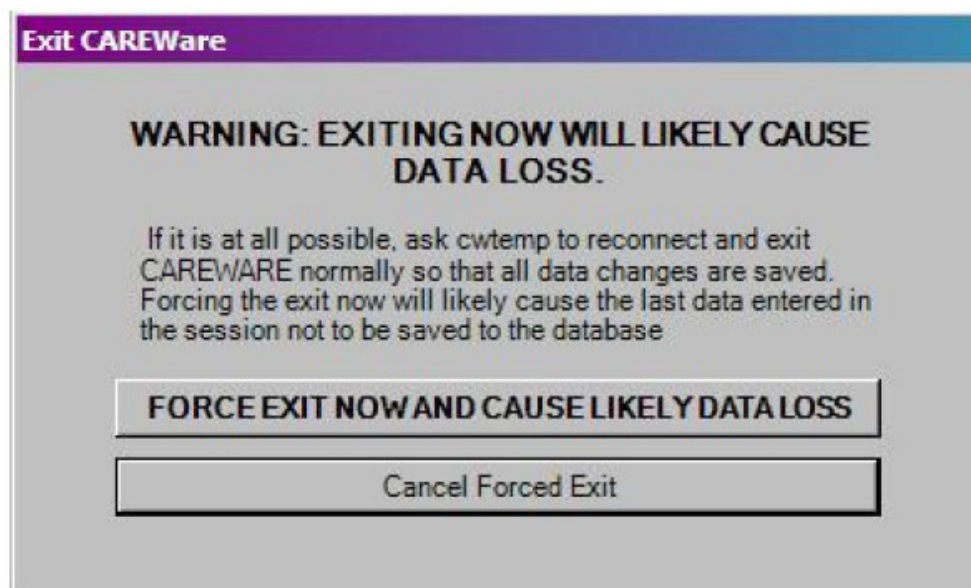 Exit CAREWare
WARNING: EXITING NOW WILL LIKELY CAUSE
DATA LOSS.
If it is at all possible, ask cwtemp to reconnect and exit
CAREWARE normally so that all data changes are saved.
Forcing the exit now will likely cause the last data entered in
the session not to be saved to the database
FORCE EXIT NOW AND CAUSE LIKELY DATA LOSS
Cancel Forced Exit